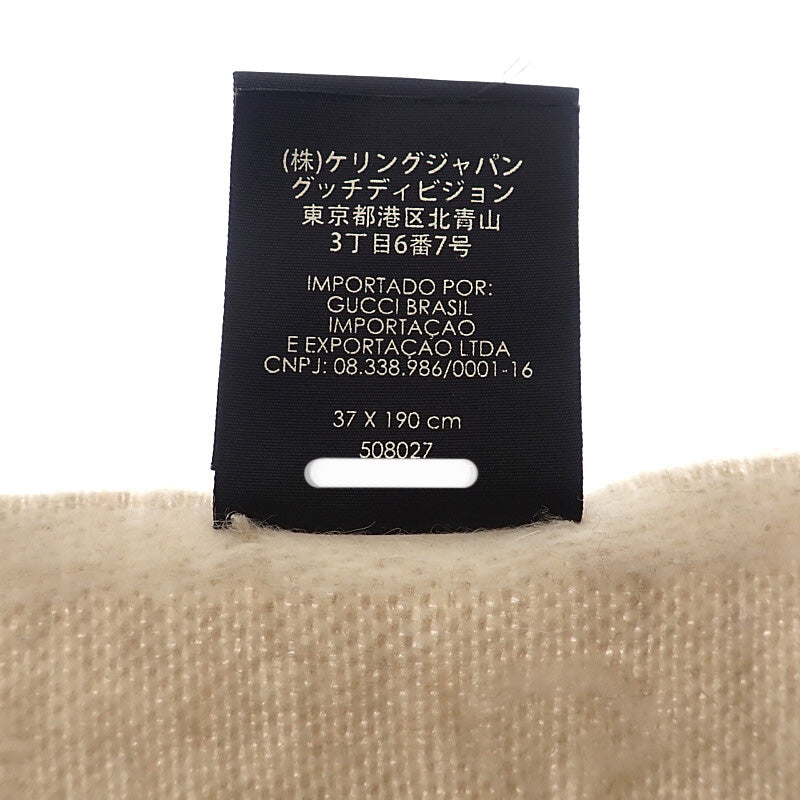 (株)ケリングジャパン
グッチディビジョン
東京都港区北青山
3丁目6番7号
IMPORTADO POR:
GUCCI BRASIL
IMPORTAÇAO
E EXPORTAÇAO LTDA
CNPJ: 08.338.986/0001-16
37 X 190 cm
508027